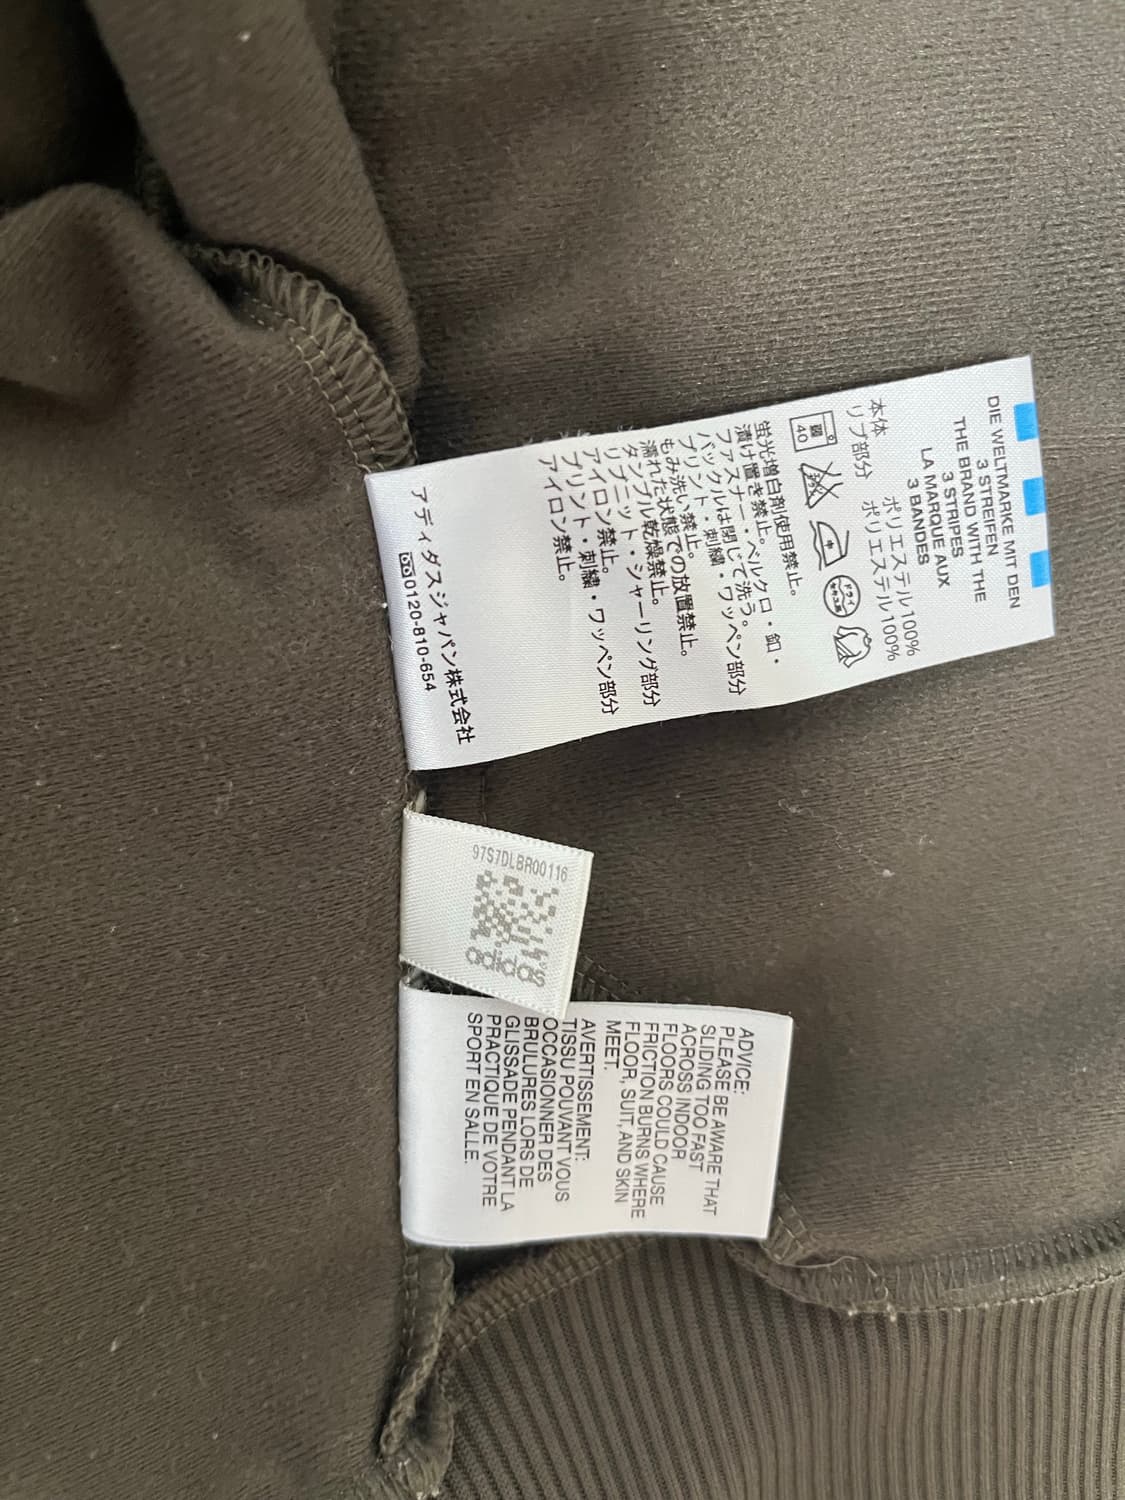 DIE WELTMARKE MIT DEN
3 STREIFEN
THE BRAND WITH THE
3 STRIPES
LA MARQUE AUX
3 BANDES
本体 ポリエステル100%
リブ部分 ポリエステル100%
40
蛍光増白剤使用禁止。
漬け置き禁止。
ファスナー・ベルクロ・釦・
バックルは閉じて洗う。
プリント・刺繍・ワッペン部分
もみ洗い禁止。
濡れた状態での放置禁止。
タンブル乾燥禁止。
リブニット・シャーリング部分
アイロン禁止。
プリント・刺繍・ワッペン部分
アイロン禁止。
アディダスジャパン株式会社
0120-810-654
97S7DLBR00116
adidas
ADVICE:
PLEASE BE AWARE THAT
SLIDING TOO FAST
ACROSS INDOOR
FLOORS COULD CAUSE
FRICTION BURNS WHERE
FLOOR, SUIT, AND SKIN
MEET.
AVERTISSEMENT:
TISSU POUVANT VOUS
OCCASIONNER DES
BRULURES LORS DE
GLISSADE PENDANT LA
PRACTIQUE DE VOTRE
SPORT EN SALLE.